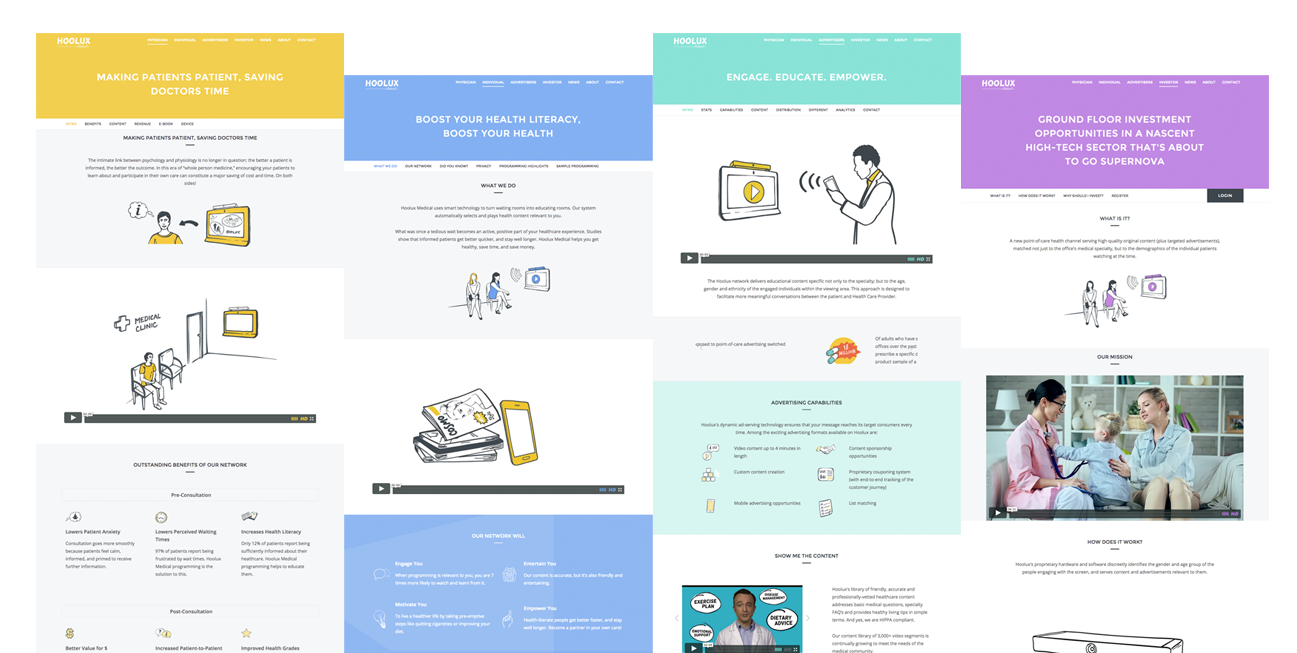 HOOLUX
PHYSICIAN INDIVIDUAL ADVERTISERS INVESTOR NEWS ABOUT CONTACT
MAKING PATIENTS PATIENT, SAVING
DOCTORS TIME
BENEFITS CONTENT REVENUE E-BOOK DEVICE
MAKING PATIENTS PATIENT, SAVING DOCTORS TIME
The intimate link between psychology and physiology is no longer in question: the better a patient is
informed, the better the outcome. In this era of "whole person medicine," encouraging your patients to
learn about and participate in their own care can constitute a major saving of cost and time. On both
sides!
i
MEDICAL
CLINIC
HD
OUTSTANDING BENEFITS OF OUR NETWORK
Pre-Consultation
Lowers Patient Anxiety
Consultation goes more smoothly
because patients feel calm,
informed, and primed to receive
further information.
Lowers Perceived Waiting
Times
97% of patients report being
frustrated by wait times. Hoolux
Medical programming is the
solution to this.
Increases Health Literacy
Only 12% of patients report being
sufficiently informed about their
healthcare. Hoolux Medical
programming helps to educate
them.
Post-Consultation
Better Value for $
Increased Patient-to-Patient
Improved Health Grades
HOOLUX
PHYSICIAN INDIVIDUAL ADVERTISERS INVESTOR NEWS ABOUT CONTACT
BOOST YOUR HEALTH LITERACY,
BOOST YOUR HEALTH
WHAT WE DO OUR NETWORK DID YOU KNOW? PRIVACY PROGRAMMING HIGHLIGHTS SAMPLE PROGRAMMING
WHAT WE DO
Hoolux Medical uses smart technology to turn waiting rooms into educating rooms. Our system
automatically selects and plays health content relevant to you.
What was once a tedious wait becomes an active, positive part of your healthcare experience. Studies
show that informed patients get better quicker, and stay well longer. Hoolux Medical helps you get
healthy, save time, and save money.
COSMO
HD
OUR NETWORK WILL
Engage You
When programming is relevant to you, you are 7
times more likely to watch and learn from it.
Entertain You
Our content is accurate, but it's also friendly and
entertaining.
Motivate You
To live a healthier life by taking pre-emptive
steps like quitting cigarettes or improving your
diet.
Empower You
Health-literate people get better faster, and stay
well longer. Become a partner in your own care!
HOOLUX
PHYSICIAN INDIVIDUAL ADVERTISERS INVESTOR NEWS ABOUT CONTACT
ENGAGE. EDUCATE. EMPOWER.
STATS CAPABILITIES CONTENT DISTRIBUTION DIFFERENT ANALYTICS CONTACT
HD
The Hoolux network delivers educational content specific not only to the specialty; but to the age,
gender and ethnicity of the engaged individuals within the viewing area. This approach is designed to
facilitate more meaningful conversations between the patient and Health Care Provider.
posed to point-of-care advertising switched
MILLION
Of adults who have
offices over the past
prescribe a specific
product sample of a
ADVERTISING CAPABILITIES
Hoolux's dynamic ad-serving technology ensures that your message reaches its target consumers every
time. Among the exciting advertising formats available on Hoolux are:
Video content up to 4 minutes in
length
Content sponsorship
opportunities
Custom content creation
Proprietary couponing system
(with end-to-end tracking of the
customer journey)
Mobile advertising opportunities
List matching
SHOW ME THE CONTENT
EXERCISE
PLAN
DISEASE
MANAGEMENT
DIETARY
ADVICE
EMOTIONAL
SUPPORT
Hoolux's library of friendly, accurate and
professionally-vetted healthcare content
addresses basic medical questions, specialty
FAQ's and provides healthy living tips in simple
terms. And yes, we are HIPPA compliant.
Our content library of 3,000+ video segments is
continually-growing to meet the needs of the
medical community.
HOOLUX
PHYSICIAN INDIVIDUAL ADVERTISERS INVESTOR NEWS ABOUT CONTACT
GROUND FLOOR INVESTMENT
OPPORTUNITIES IN A NASCENT
HIGH-TECH SECTOR THAT'S ABOUT
TO GO SUPERNOVA
WHAT IS IT? HOW DOES IT WORK? WHY SHOULD I INVEST? REGISTER
LOGIN
WHAT IS IT?
A new point-of-care health channel serving high-quality original content (plus targeted advertisements),
matched not just to the office's medical specialty, but to the demographics of the individual patients
watching at the time.
OUR MISSION
HD
HOW DOES IT WORK?
Hoolux's proprietary hardware and software discreetly identifies the gender and age group of the
people engaging with the screen, and serves content and advertisements relevant to them.